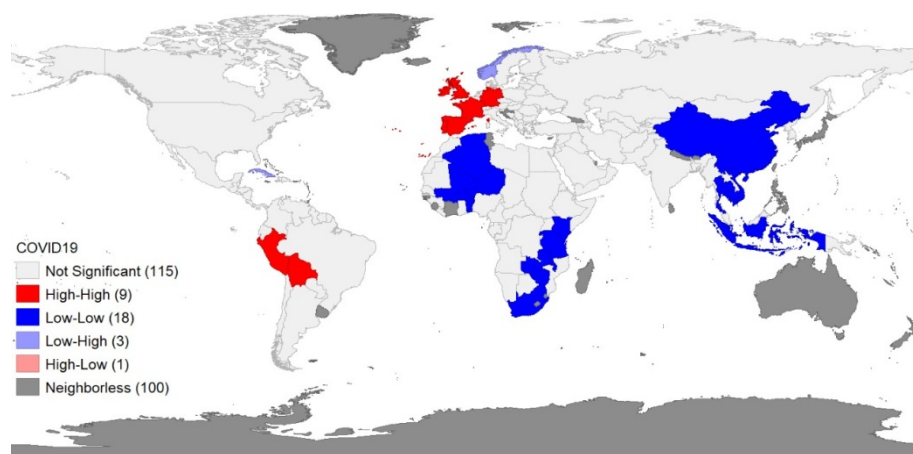 COVID19
Not Significant (115)
High-High (9)
Low-Low (18)
Low-High (3)
High-Low (1)
Neighborless (100)